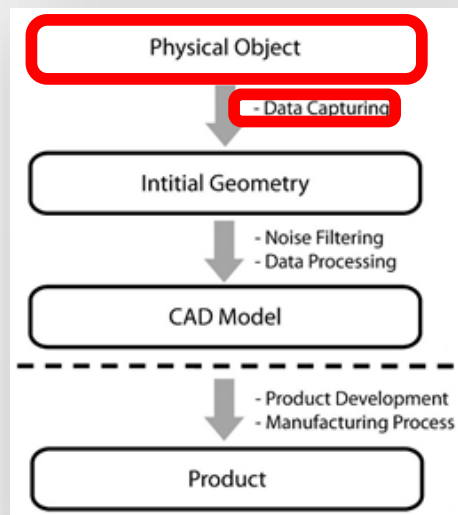 Physical Object
- Data Capturing
Intitial Geometry
- Noise Filtering
- Data Processing
CAD Model
- Product Development
- Manufacturing Process
Product